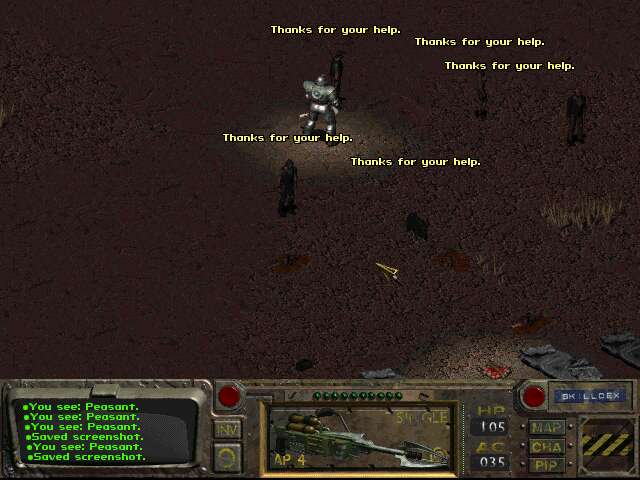 Thanks for your help.
Thanks for your help.
Thanks for your help.
Thanks for your help.
Thanks for your help.
You see: Peasant.
You see: Peasant.
You see: Peasant.
Saved screenshot.
You see: Peasant.
Saved screenshot.
INV
AP 4
HP
105
AC
035
SKILLDEX
MAP
CHA
PIP